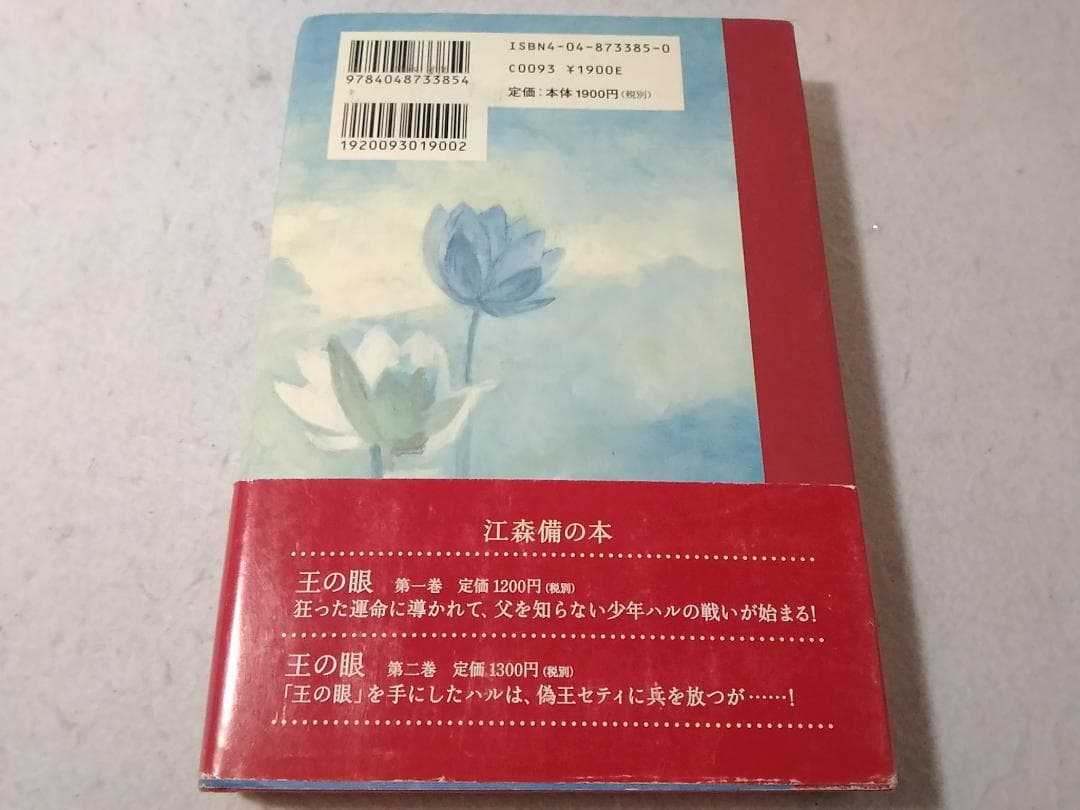 9784048733854
1920093019002
ISBN4-04-873385-0
C0093 ¥1900E
定価:本体1900円(税別)
江森備の本
王の眼 第一巻 定価1200円(税別)
狂った運命に導かれて、父を知らない少年ハルの戦いが始まる!
王の眼 第二巻 定価1300円(税別)
「王の眼」を手にしたハルは、偽王セティに兵を放つが……!